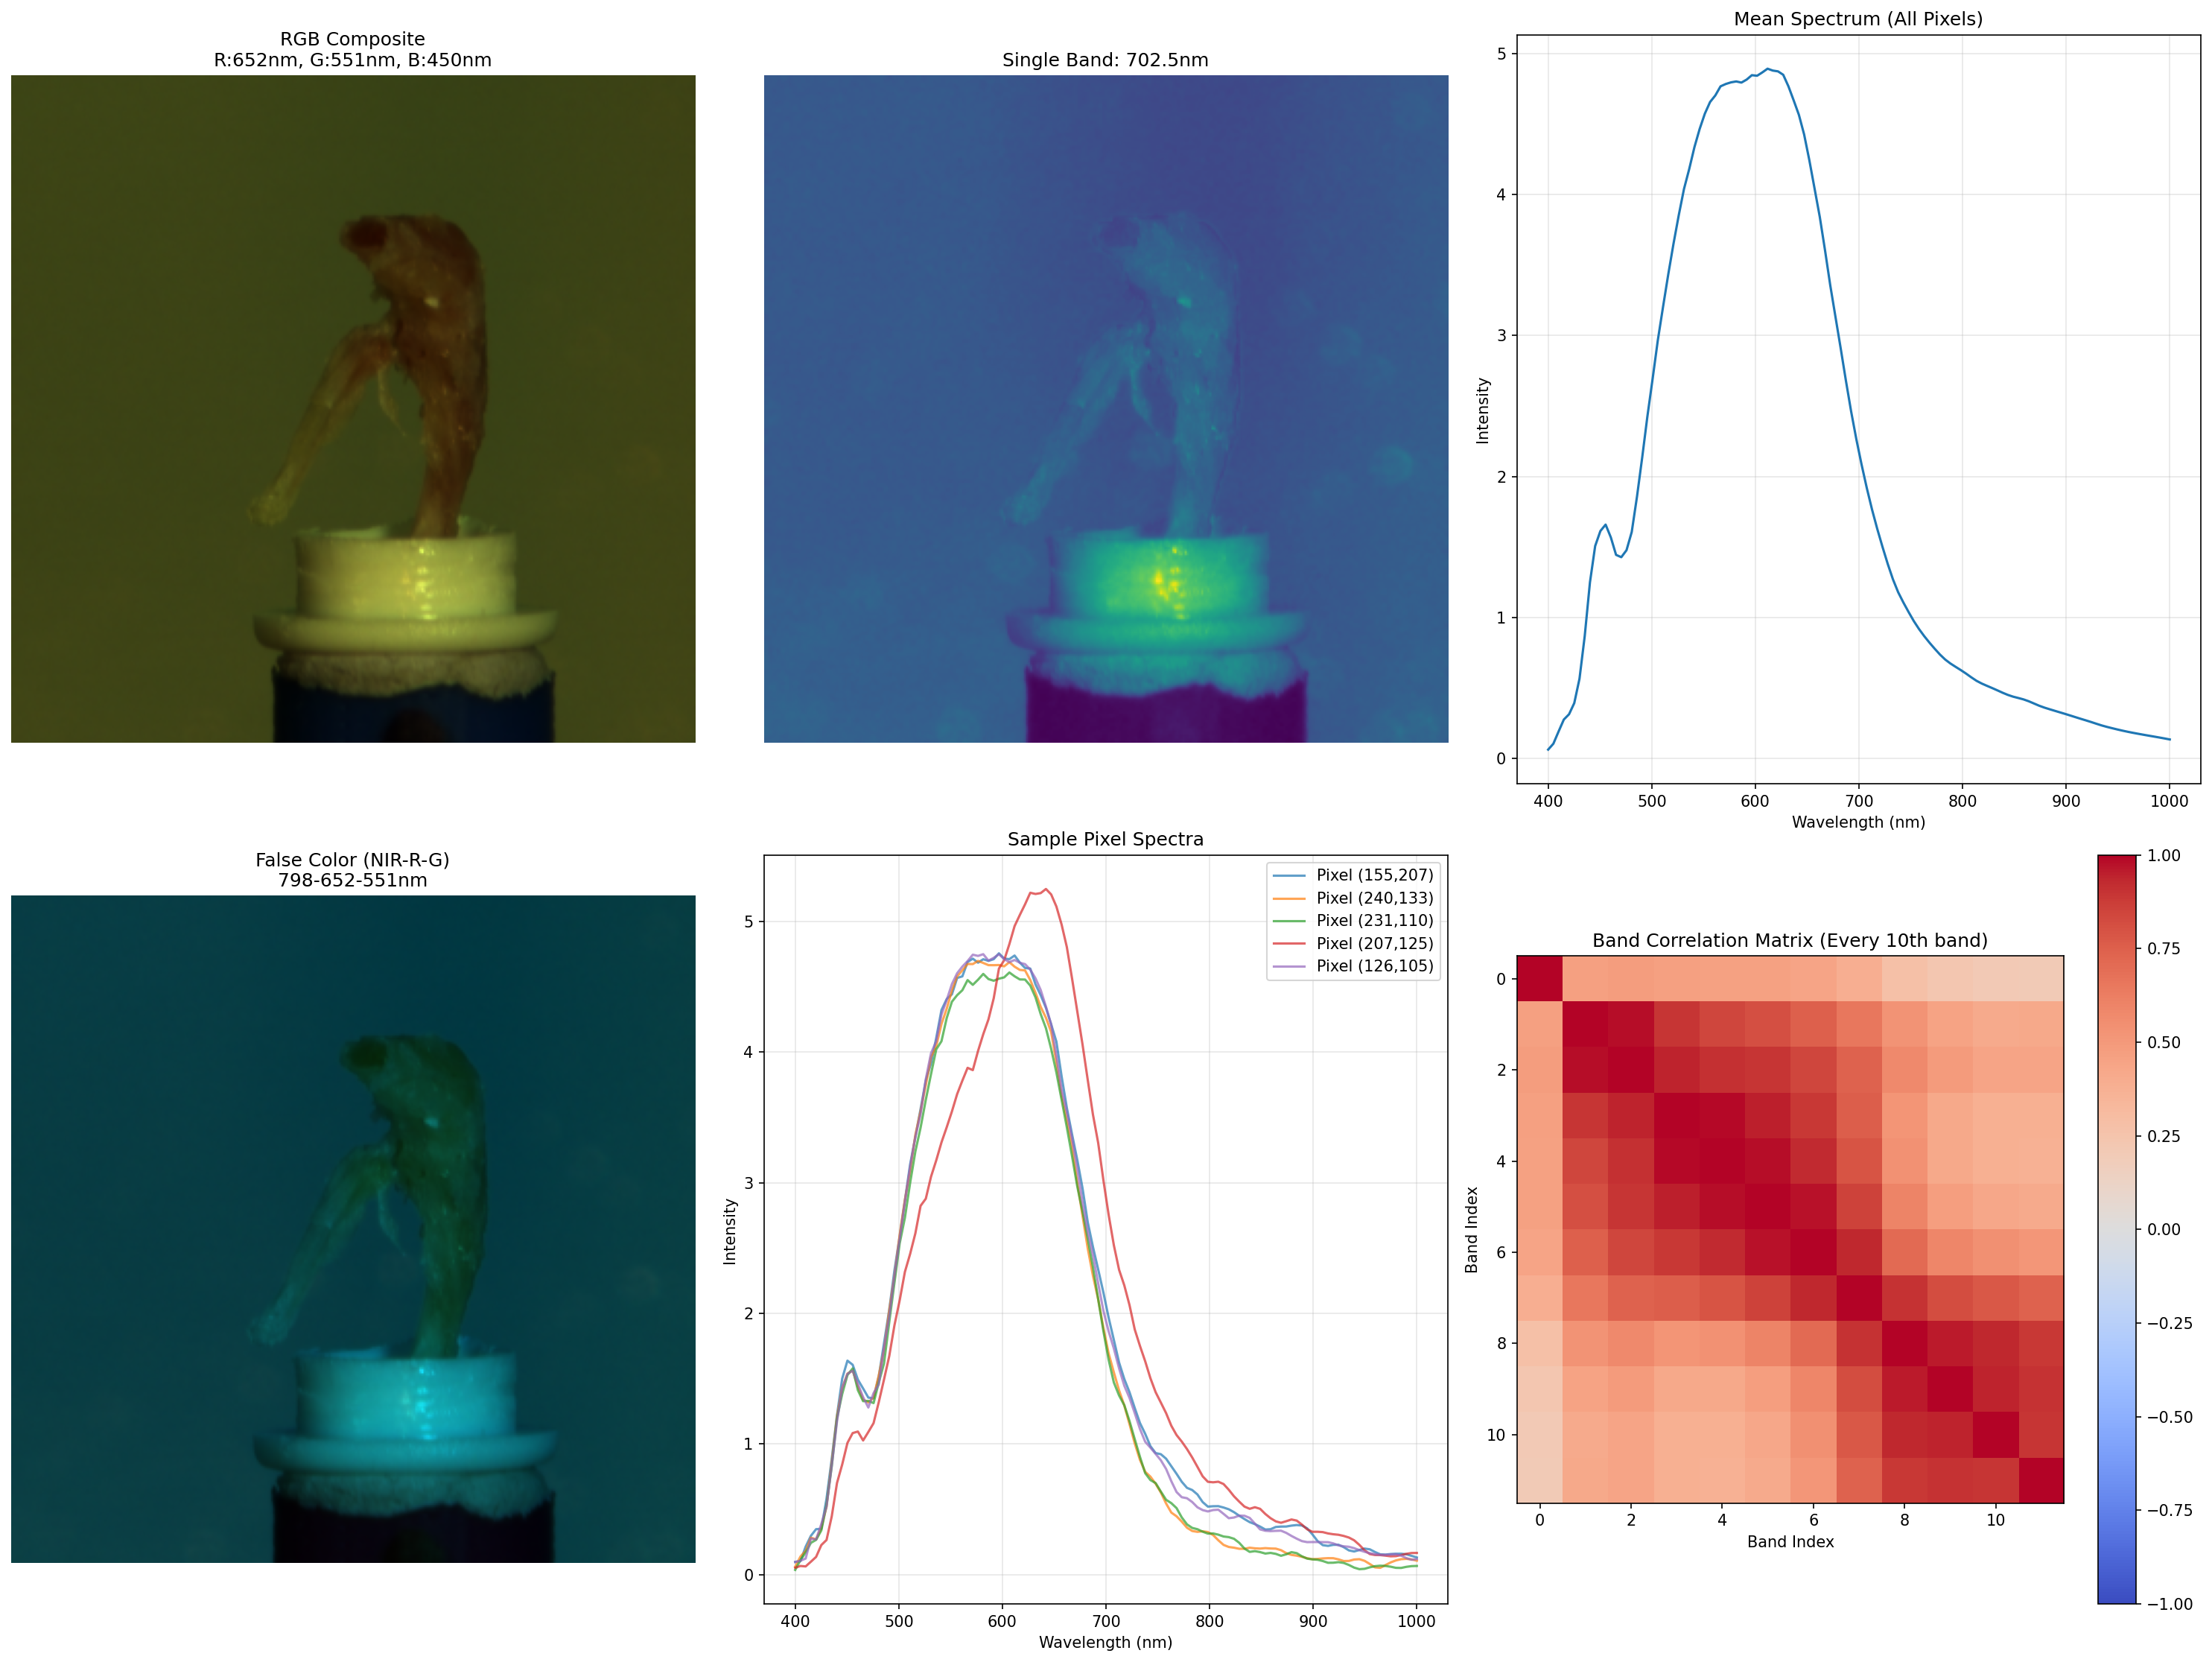 RGB Composite
R:652nm, G:551nm, B:450nm
Single Band: 702.5nm
Mean Spectrum (All Pixels)
5
4
3
2
1
0
Intensity
400 500 600 700 800 900 1000
Wavelength (nm)
False Color (NIR-R-G)
798-652-551nm
Sample Pixel Spectra
Pixel (155,207)
Pixel (240,133)
Pixel (231,110)
Pixel (207,125)
Pixel (126,105)
5
4
3
2
1
0
Intensity
400 500 600 700 800 900 1000
Wavelength (nm)
Band Correlation Matrix (Every 10th band)
0
2
4
6
8
10
Band Index
0 2 4 6 8 10
Band Index
1.00
0.75
0.50
0.25
0.00
−0.25
−0.50
−0.75
−1.00